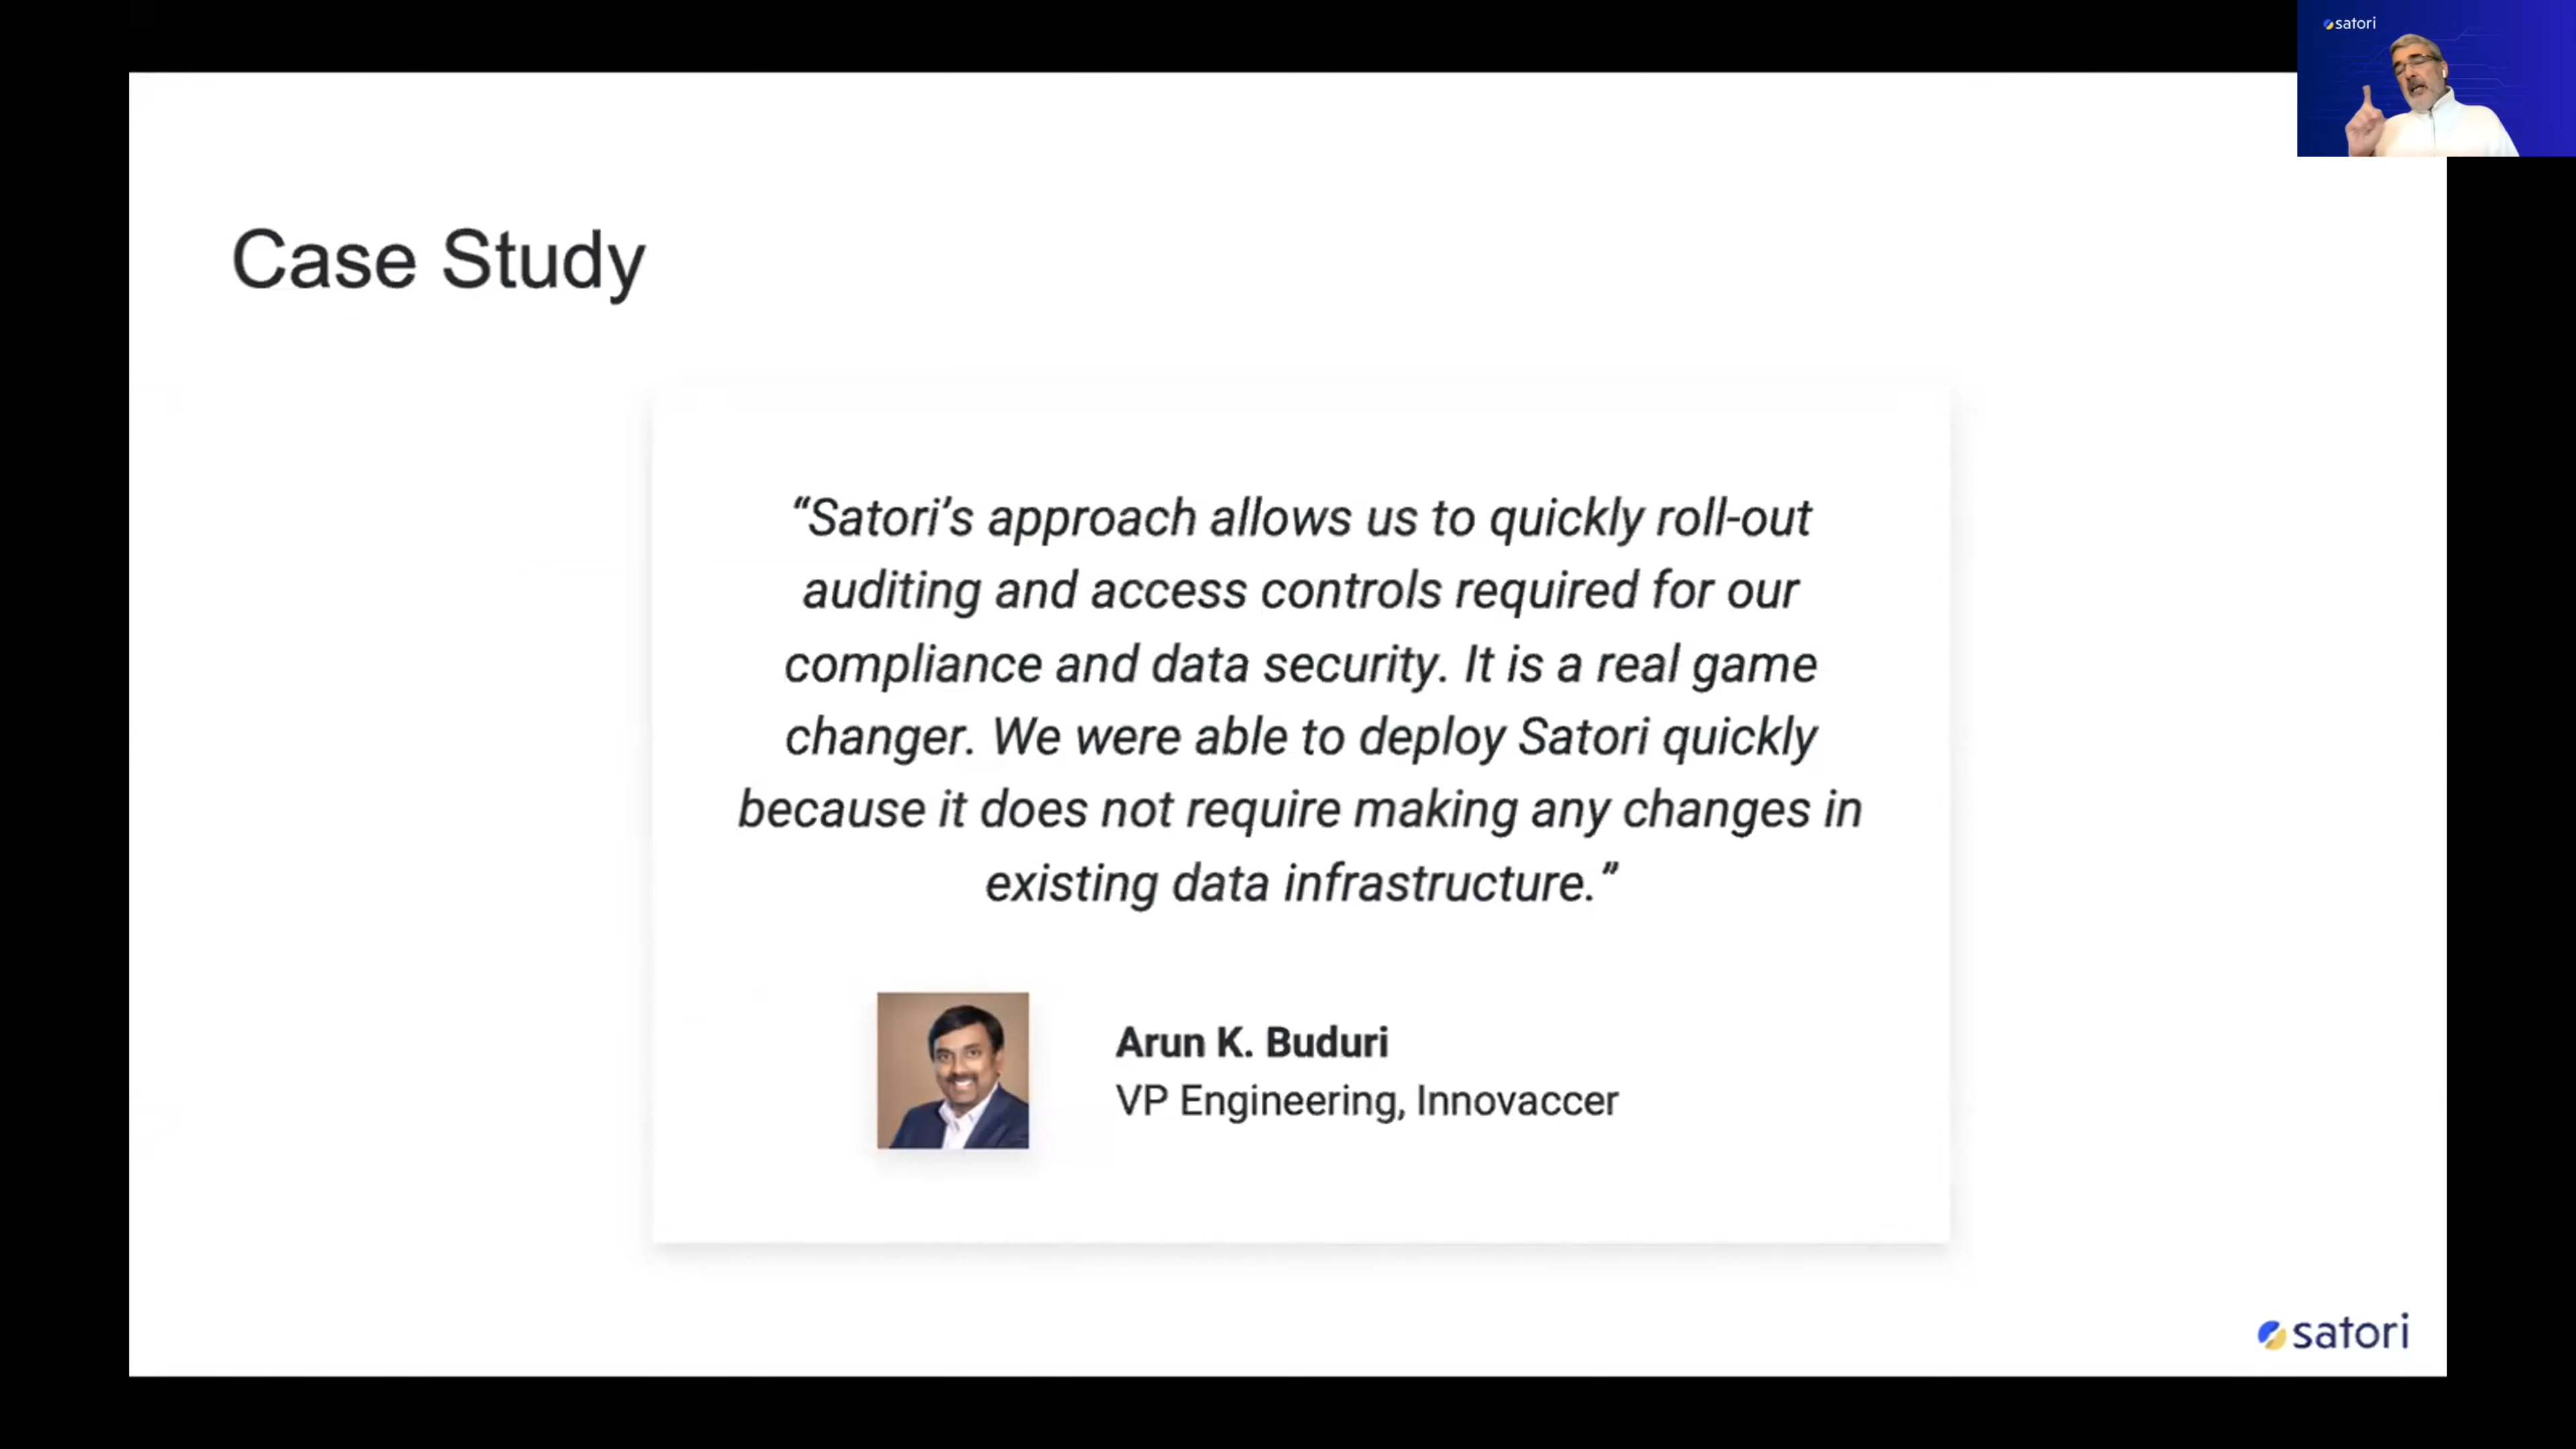 satori
Case Study
“Satori’s approach allows us to quickly roll-out
auditing and access controls required for our
compliance and data security. It is a real game
changer. We were able to deploy Satori quickly
because it does not require making any changes in
existing data infrastructure.”
Arun K. Buduri
VP Engineering, Innovaccer
satori